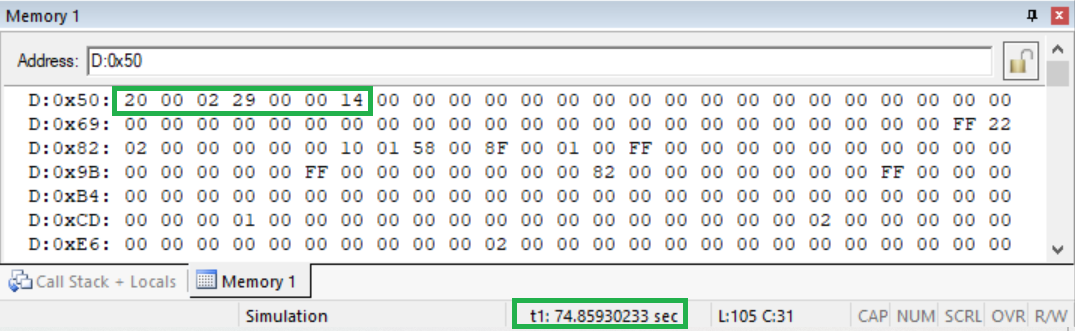 Memory 1
Address: D:0x50
D:0x50: 20 00 02 29 00 00 14 00 00 00 00 00 00 00 00 00 00 00 00 00 00 00 00 00 00
D:0x69: 00 00 00 00 00 00 00 00 00 00 00 00 00 00 00 00 00 00 00 00 00 00 00 FF 22
D:0x82: 02 00 00 00 00 00 10 01 58 00 8F 00 01 00 FF 00 00 00 00 00 00 00 00 00 00
D:0x9B: 00 00 00 00 00 FF 00 00 00 00 00 00 00 82 00 00 00 00 00 00 00 FF 00 00 00
D:0xB4: 00 00 00 00 00 00 00 00 00 00 00 00 00 00 00 00 00 00 00 00 00 00 00 00 00
D:0xCD: 00 00 00 01 00 00 00 00 00 00 00 00 00 00 00 00 00 00 00 02 00 00 00 00 00
D:0xE6: 00 00 00 00 00 00 00 00 00 00 02 00 00 00 00 00 00 00 00 00 00 00 00 00 00
Call Stack + Locals Memory 1
Simulation t1: 74.85930233 sec L:105 C:31 CAP NUM SCRL OVR R/W